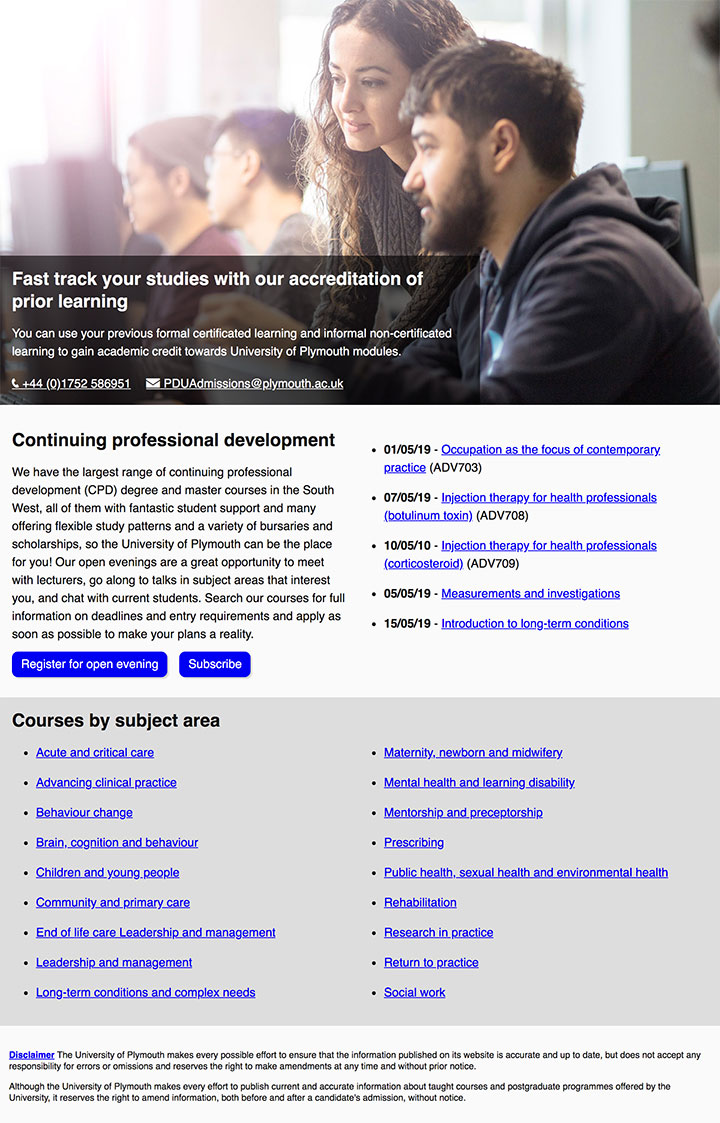 Fast track your studies with our accreditation of
prior learning
You can use your previous formal certificated learning and informal non-certificated
learning to gain academic credit towards University of Plymouth modules.
+44 (0)1752 586951 PDUAdmissions@plymouth.ac.uk
Continuing professional development
We have the largest range of continuing professional
development (CPD) degree and master courses in the South
West, all of them with fantastic student support and many
offering flexible study patterns and a variety of bursaries and
scholarships, so the University of Plymouth can be the place
for you! Our open evenings are a great opportunity to meet
with lecturers, go along to talks in subject areas that interest
you, and chat with current students. Search our courses for full
information on deadlines and entry requirements and apply as
soon as possible to make your plans a reality.
Register for open evening Subscribe
• 01/05/19 - Occupation as the focus of contemporary
practice (ADV703)
• 07/05/19 - Injection therapy for health professionals
(botulinum toxin) (ADV708)
• 10/05/10 - Injection therapy for health professionals
(corticosteroid) (ADV709)
• 05/05/19 - Measurements and investigations
• 15/05/19 - Introduction to long-term conditions
Courses by subject area
• Acute and critical care
• Advancing clinical practice
• Behaviour change
• Brain, cognition and behaviour
• Children and young people
• Community and primary care
• End of life care Leadership and management
• Leadership and management
• Long-term conditions and complex needs
• Maternity, newborn and midwifery
• Mental health and learning disability
• Mentorship and preceptorship
• Prescribing
• Public health, sexual health and environmental health
• Rehabilitation
• Research in practice
• Return to practice
• Social work
Disclaimer The University of Plymouth makes every possible effort to ensure that the information published on its website is accurate and up to date, but does not accept any
responsibility for errors or omissions and reserves the right to make amendments at any time and without prior notice.
Although the University of Plymouth makes every effort to publish current and accurate information about taught courses and postgraduate programmes offered by the
University, it reserves the right to amend information, both before and after a candidate's admission, without notice.